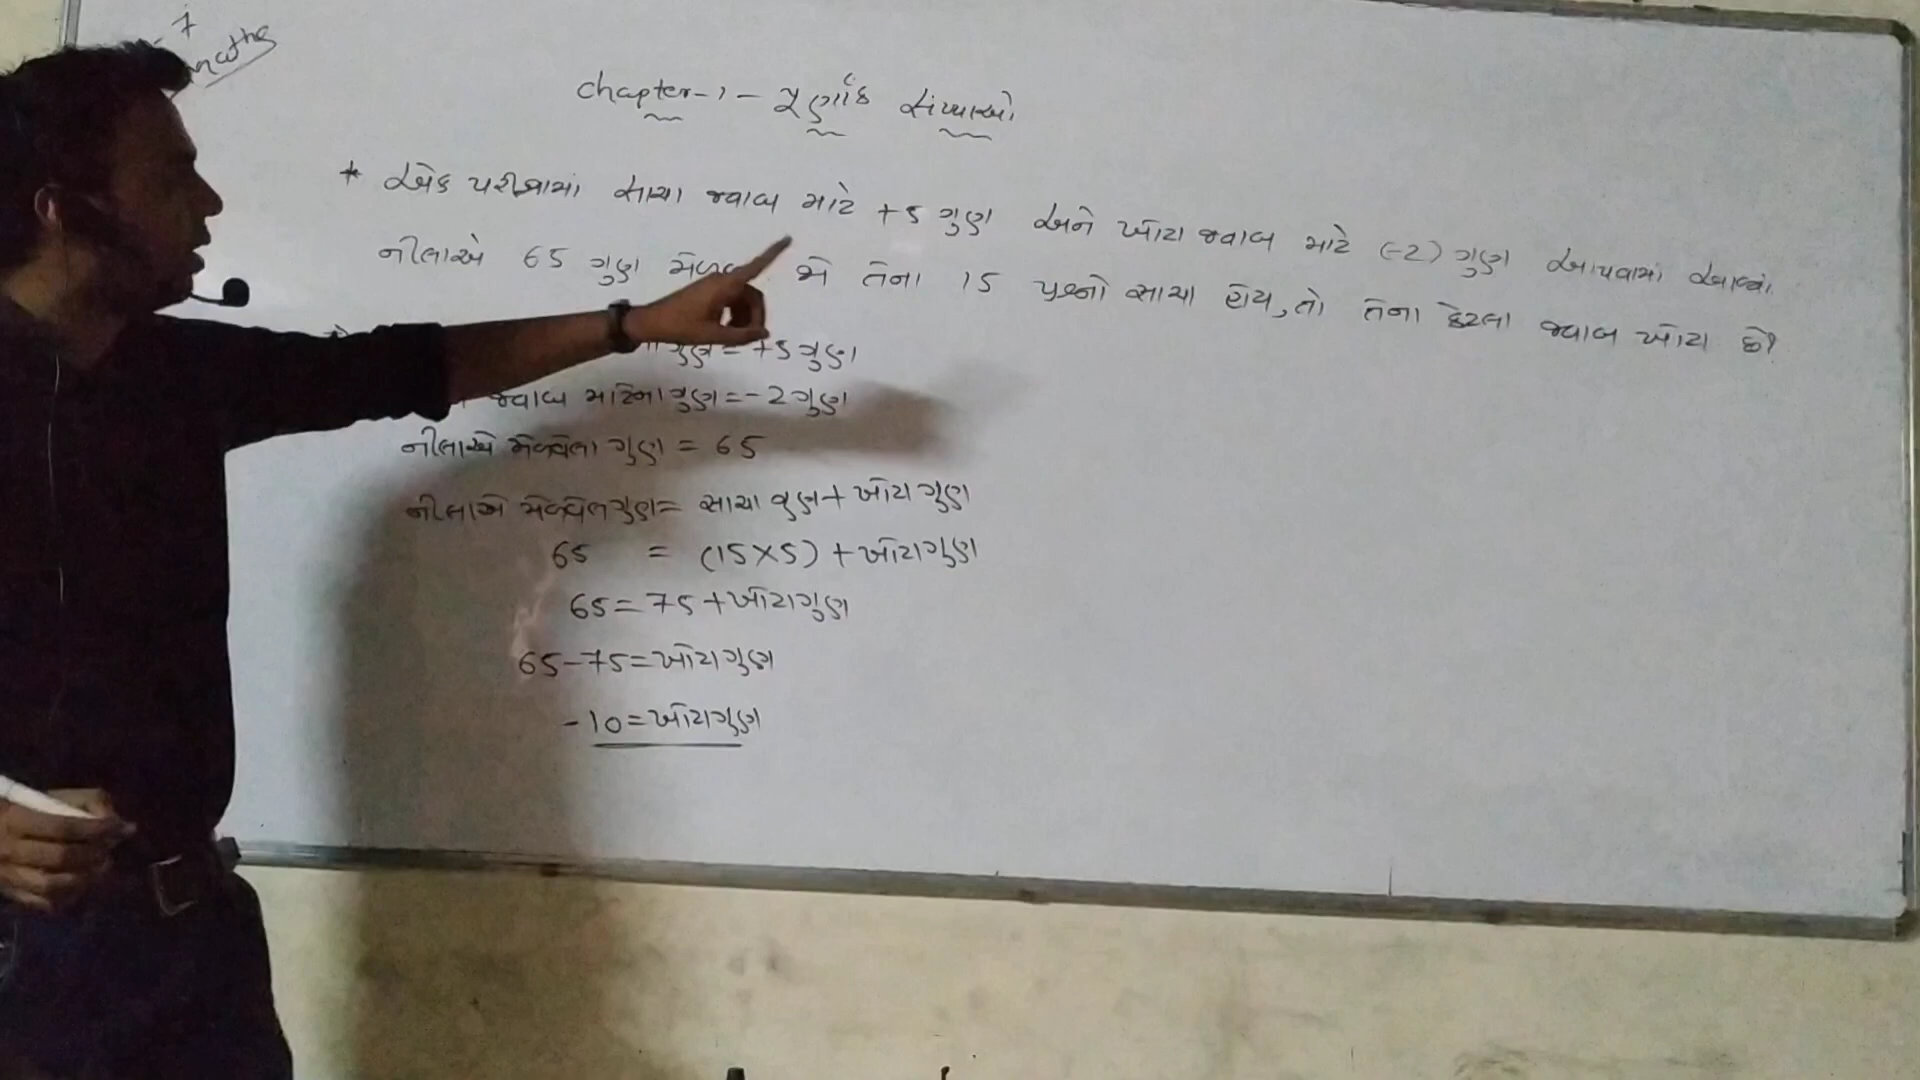 - 7
maths
chapter-1 - પૂર્ણાંક સંખ્યાઓ
* એક પરીક્ષામાં સાચા જવાબ માટે +5 ગુણ અને ખોટા જવાબ માટે (-2) ગુણ આપવામાં આવ્યાં.
નીલાએ 65 ગુણ જો તેના 15 પ્રશ્નો સાચા હોય, તો તેના કેટલા જવાબ ખોટા છે?
ગુણ = +5 ગુણ
જવાબ માટેના ગુણ = - 2 ગુણ
નીલાએ મેળવેલા ગુણ = 65
નીલાએ મેળવેલ ગુણ = સાચા ગુણ + ખોટા ગુણ
65 = (15×5) + ખોટા ગુણ
65 = 75 + ખોટા ગુણ
65 - 75 = ખોટા ગુણ
-10 = ખોટા ગુણ